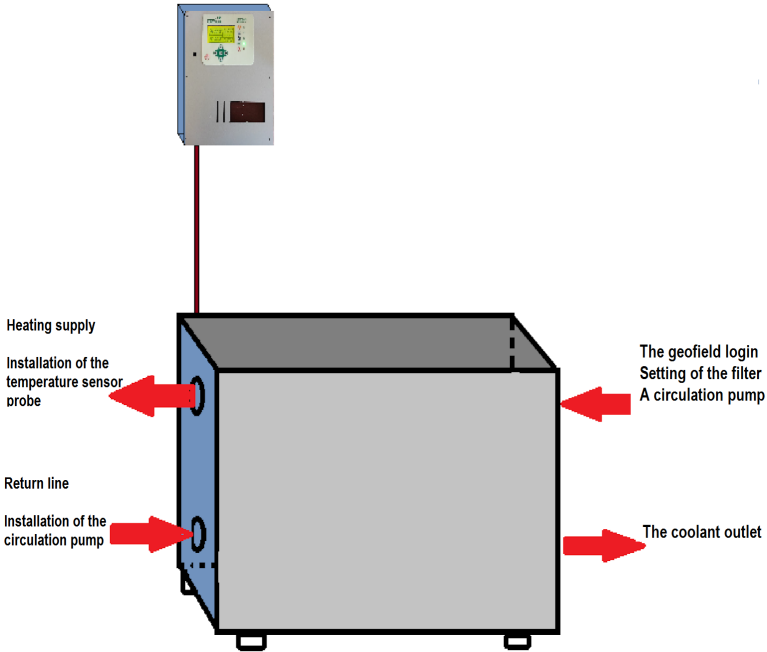 Heating supply
Installation of the
temperature sensor
probe
Return line
Installation of the
circulation pump
The geofield login
Setting of the filter
A circulation pump
The coolant outlet